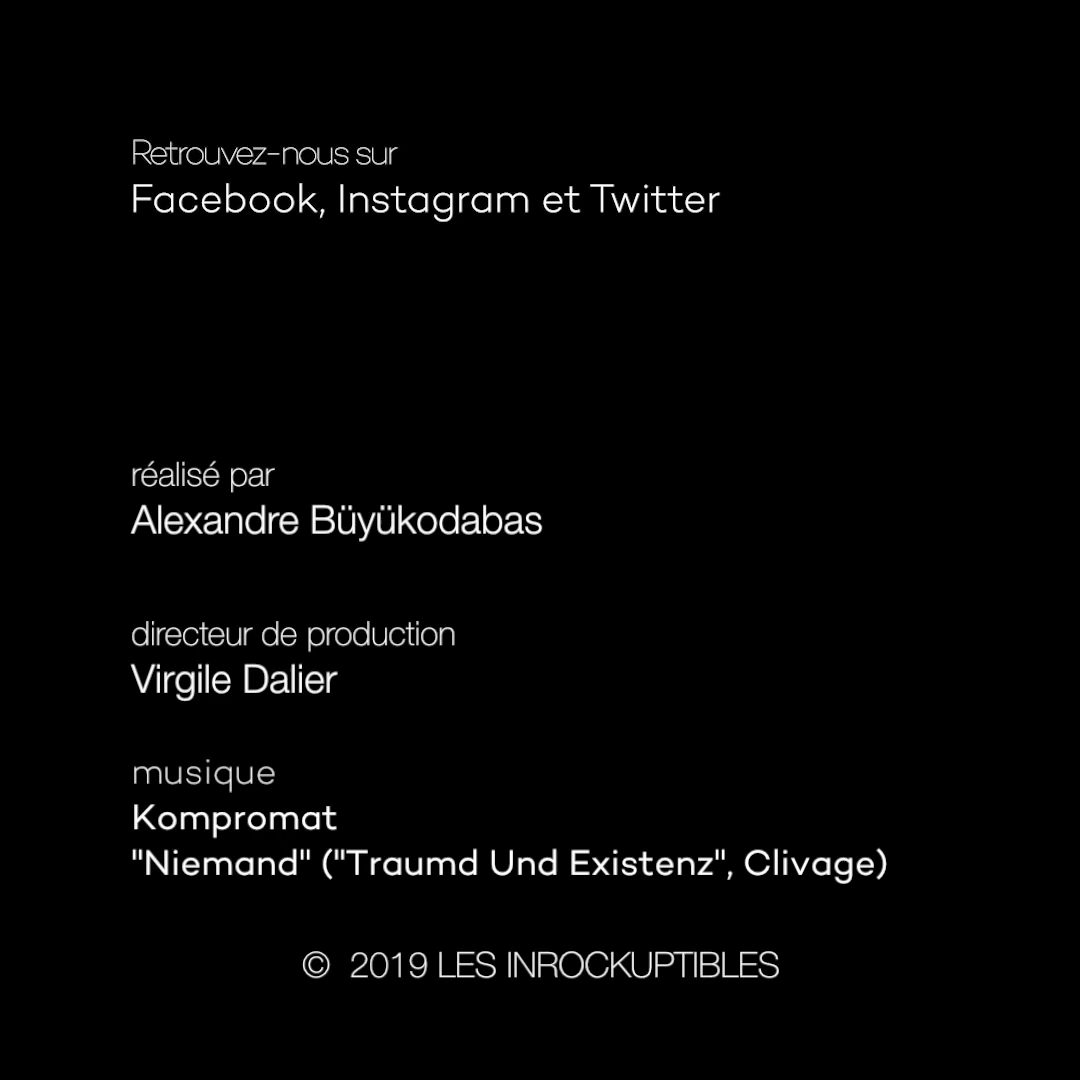 Retrouvez-nous sur
Facebook, Instagram et Twitter
réalisé par
Alexandre Büyükodabas
directeur de production
Virgile Dalier
musique
Kompromat
"Niemand" ("Traumd Und Existenz", Clivage)
© 2019 LES INROCKUPTIBLES